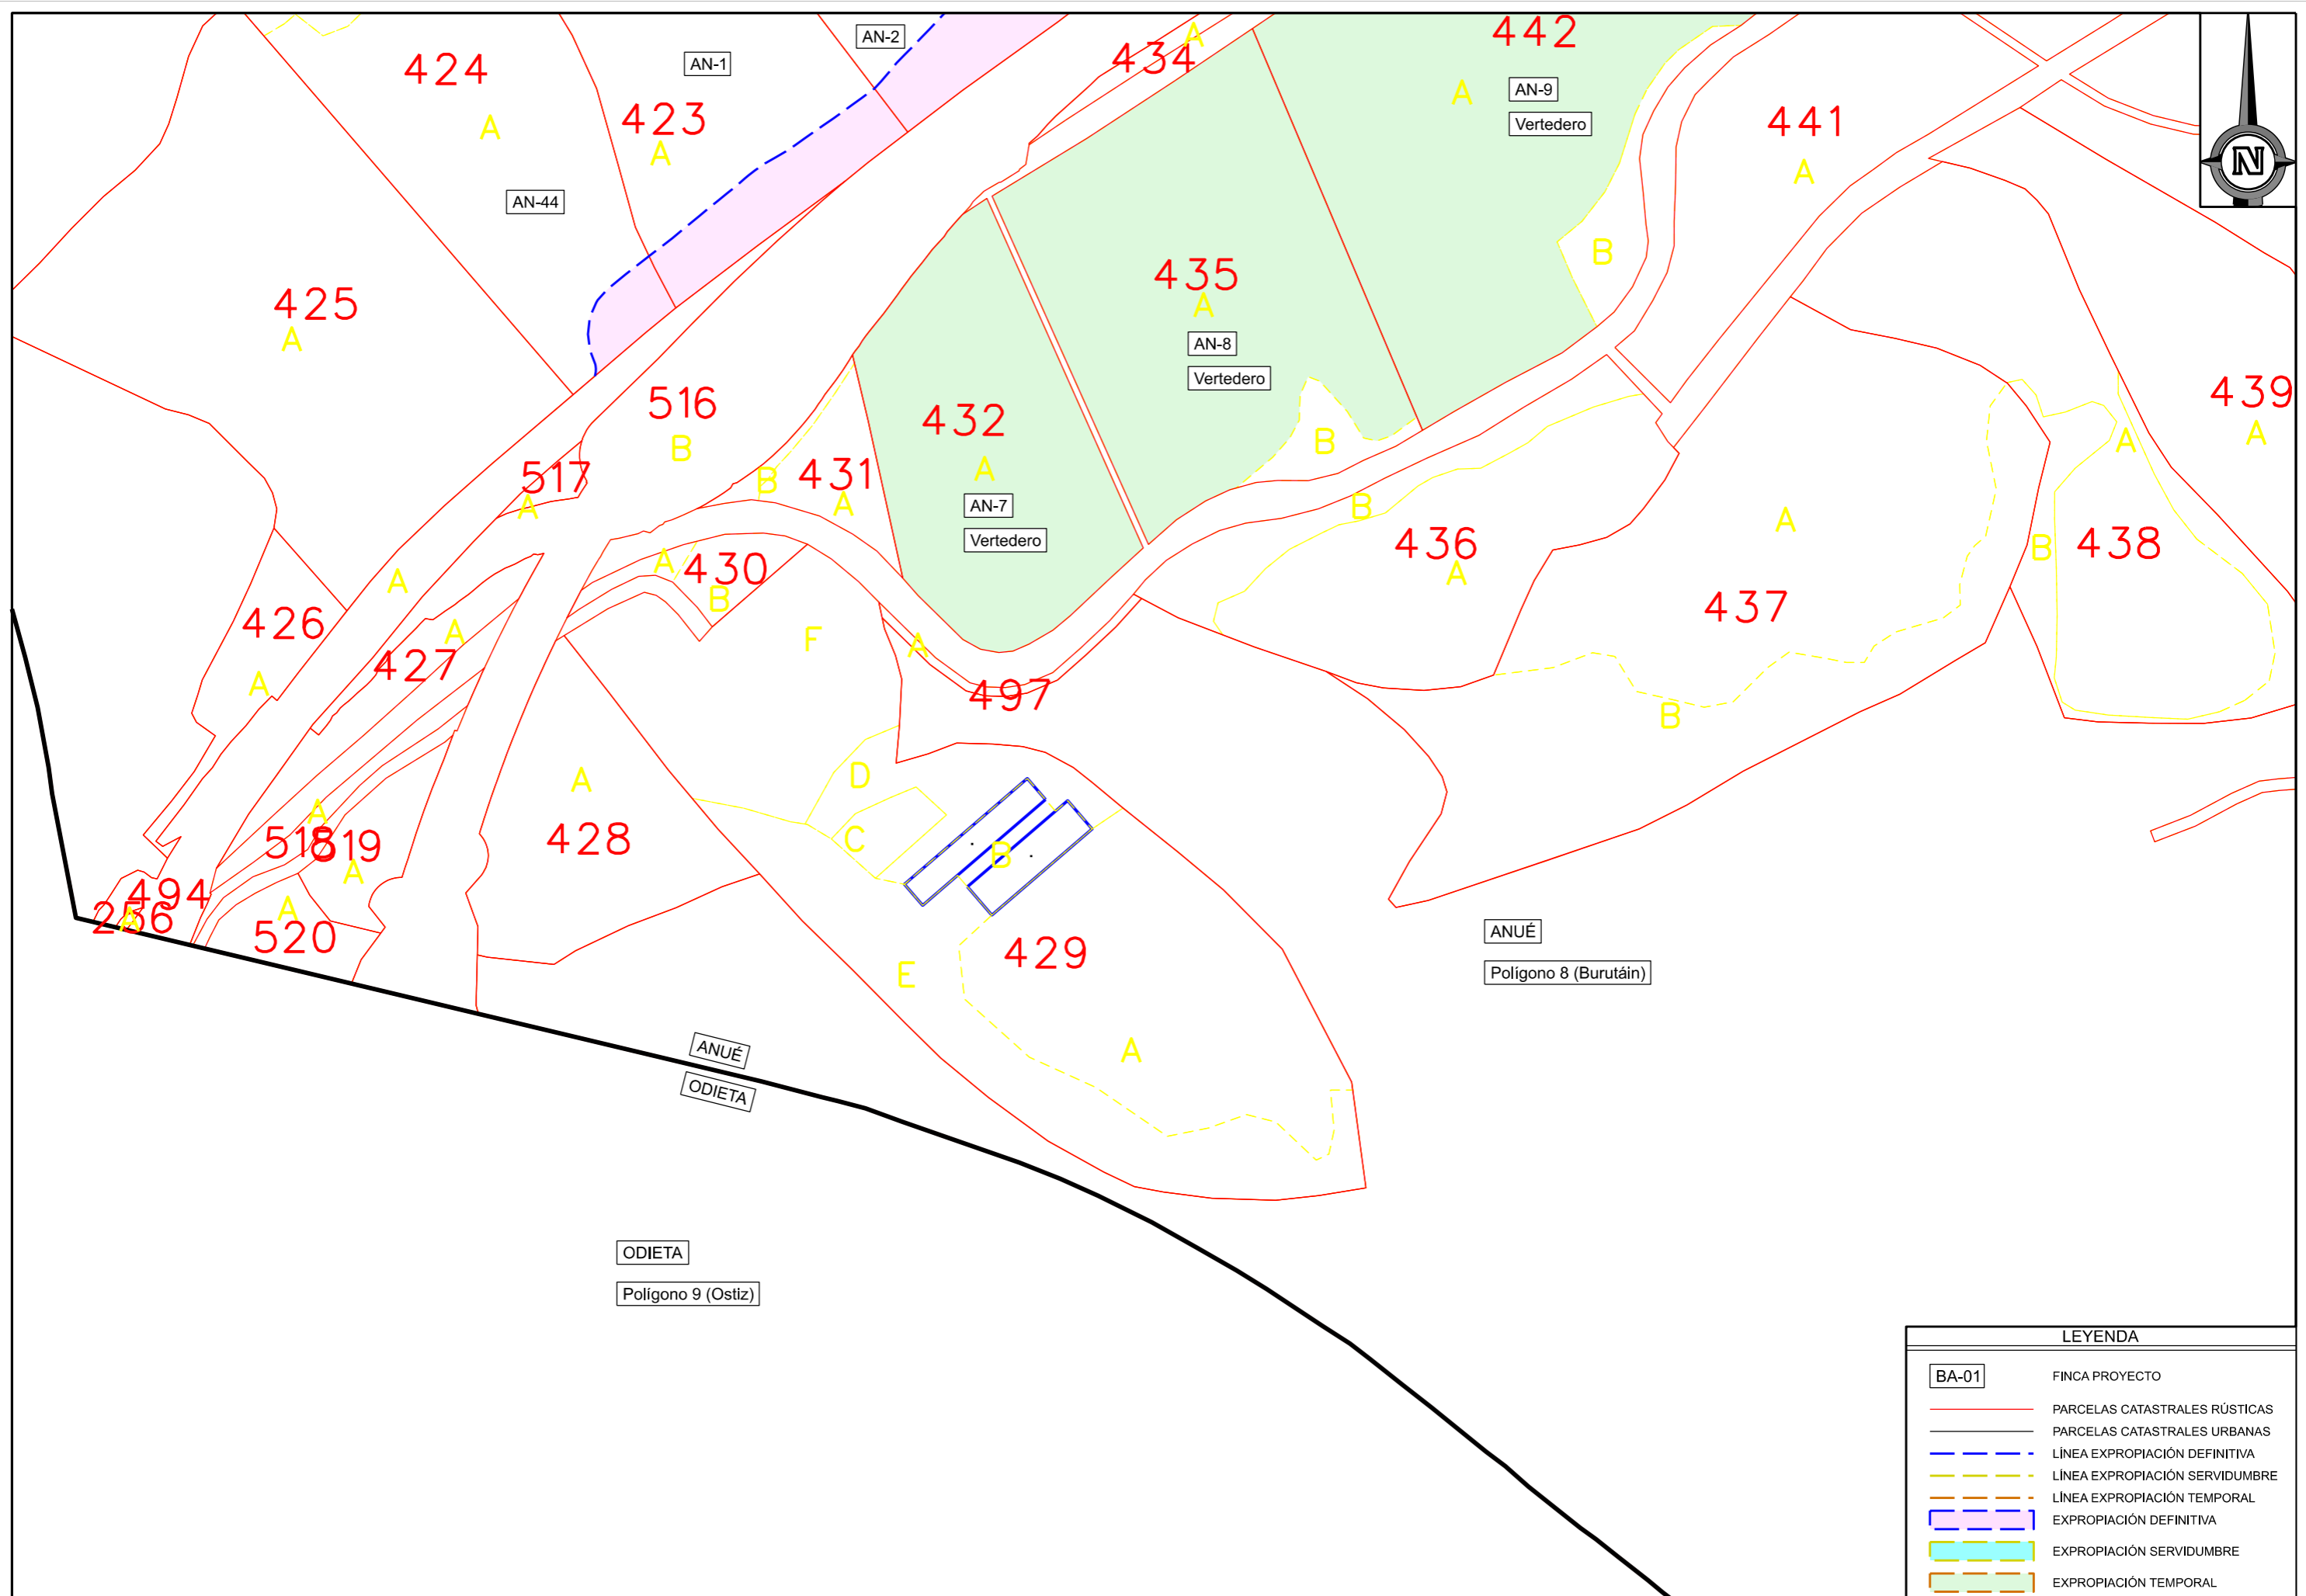 442
AN-2
A
434
AN-1
424
AN-9
A
423
A
Vertedero
441
A
A
N
A
AN-44
B
435
425
A
A
AN-8
Vertedero
439
516
432
A
A
B
B
431
517
A
B
A
A
AN-7
B
A
Vertedero
436
B
438
A
430
A
A
B
437
426
A
F
A
427
A
497
B
D
A
A
518
519
428
C
B
A
494
256
A
A
520
ANUÉ
429
E
Polígono 8 (Burutáin)
A
ANUÉ
ODIETA
ODIETA
Polígono 9 (Ostiz)
LEYENDA
BA-01 FINCA PROYECTO
PARCELAS CATASTRALES RÚSTICAS
PARCELAS CATASTRALES URBANAS
LÍNEA EXPROPIACIÓN DEFINITIVA
LÍNEA EXPROPIACIÓN SERVIDUMBRE
LÍNEA EXPROPIACIÓN TEMPORAL
EXPROPIACIÓN DEFINITIVA
EXPROPIACIÓN SERVIDUMBRE
EXPROPIACIÓN TEMPORAL